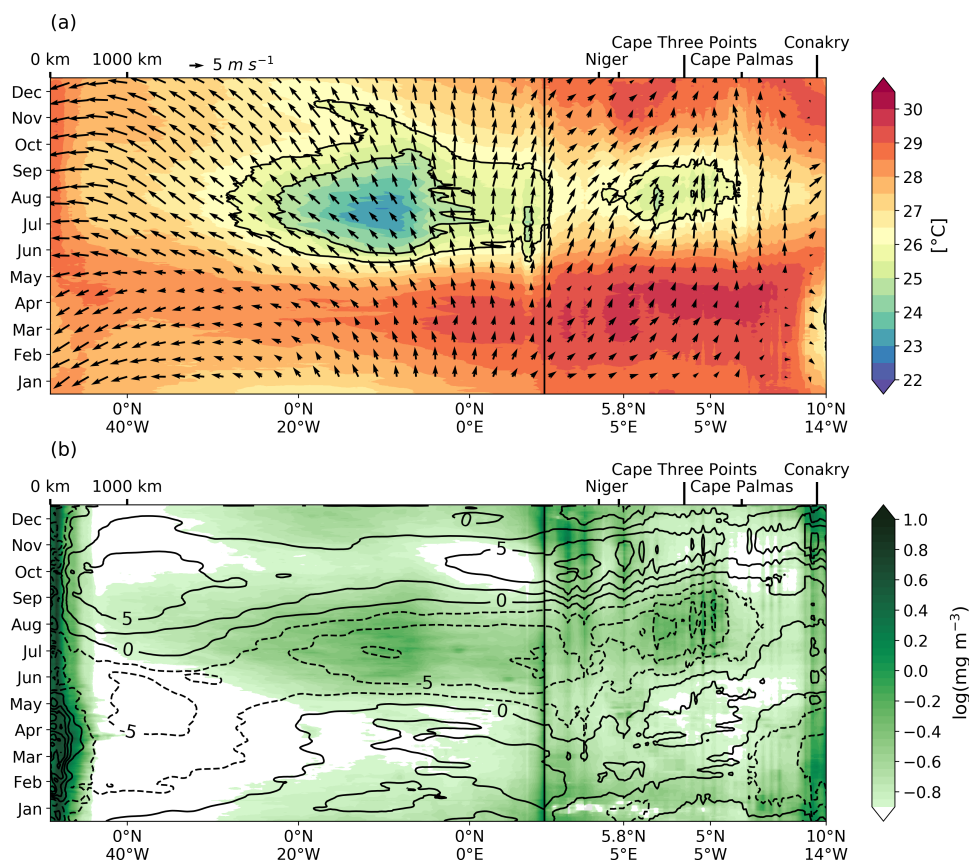 (a)
Cape Three Points Conakry
0 km 1000 km 5 m s⁻¹ Niger Cape Palmas
Dec
Nov
Oct
Sep
Aug
Jul
Jun
May
Apr
Mar
Feb
Jan
30
29
28
27
26
25
24
23
22
[°C]
0°N 0°N 0°N 5.8°N 5°N 10°N
40°W 20°W 0°E 5°E 5°W 14°W
(b)
Cape Three Points Conakry
0 km 1000 km Niger Cape Palmas
Dec
Nov
Oct
Sep
Aug
Jul
Jun
May
Apr
Mar
Feb
Jan
0
5
0
5
0
-5
0
-5
1.0
0.8
0.6
0.4
0.2
0.0
−0.2
−0.4
−0.6
−0.8
log(mg m⁻³)
0°N 0°N 0°N 5.8°N 5°N 10°N
40°W 20°W 0°E 5°E 5°W 14°W